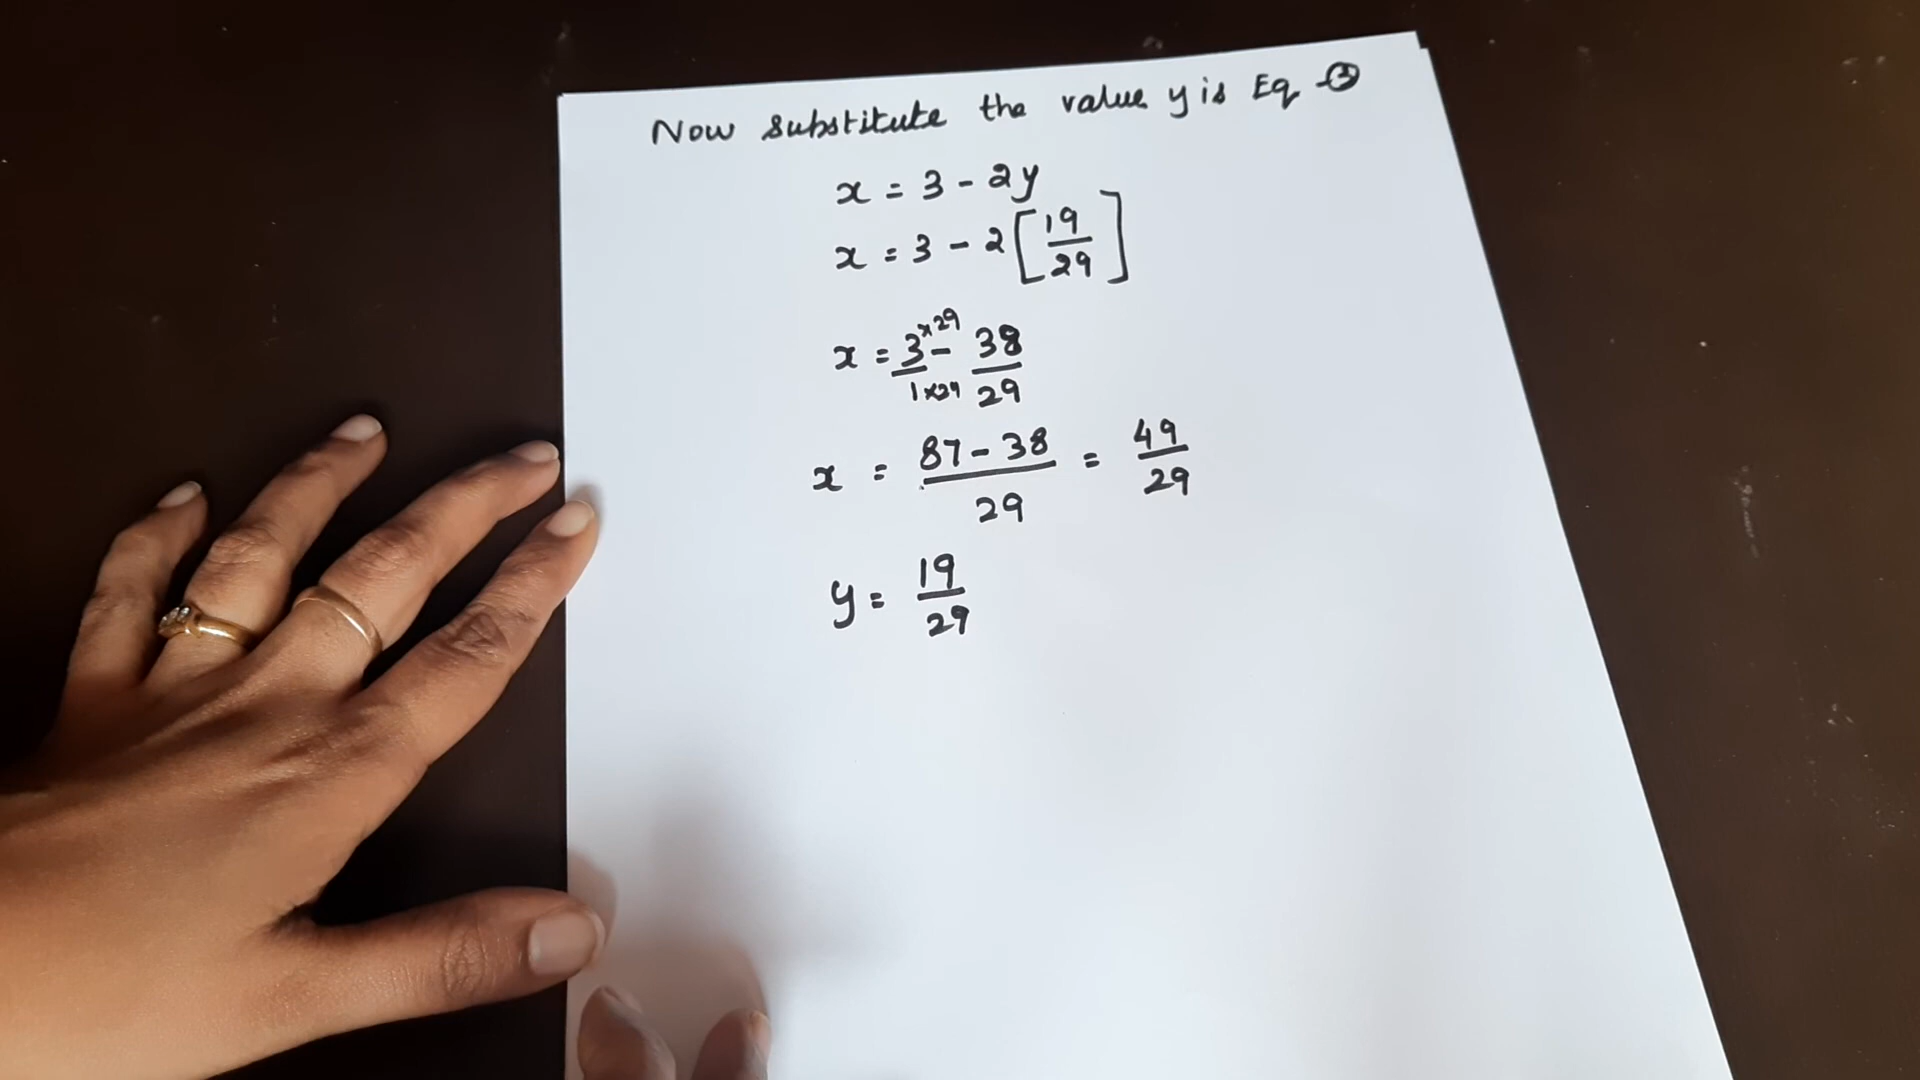 Now substitute the value y is Eq - ③
x = 3 - 2y
x = 3 - 2[19/29]
x = 3×29/1×29 - 38/29
x = 87 - 38/29 = 49/29
y = 19/29